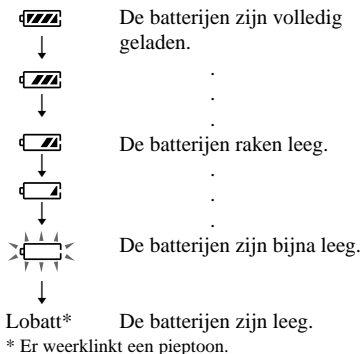 De batterijen zijn volledig
geladen.
.
.
.
De batterijen raken leeg.
.
.
.
De batterijen zijn bijna leeg.
Lobatt* De batterijen zijn leeg.
* Er weerklinkt een pieptoon.